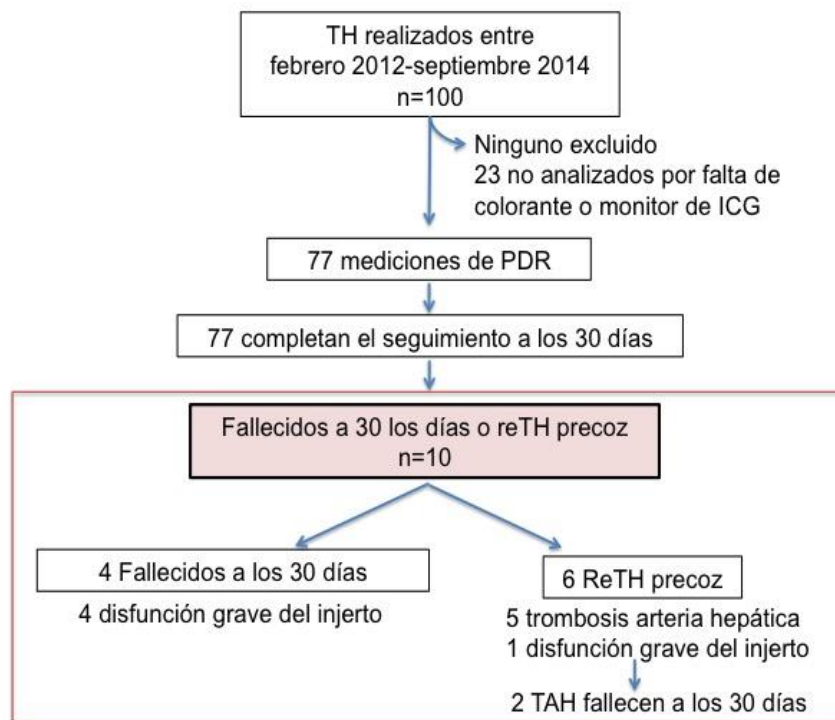 TH realizados entre
febrero 2012-septiembre 2014
n=100
Ninguno excluido
23 no analizados por falta de
colorante o monitor de ICG
77 mediciones de PDR
77 completan el seguimiento a los 30 días
Fallecidos a 30 los días o reTH precoz
n=10
4 Fallecidos a los 30 días
4 disfunción grave del injerto
6 ReTH precoz
5 trombosis arteria hepática
1 disfunción grave del injerto
2 TAH fallecen a los 30 días